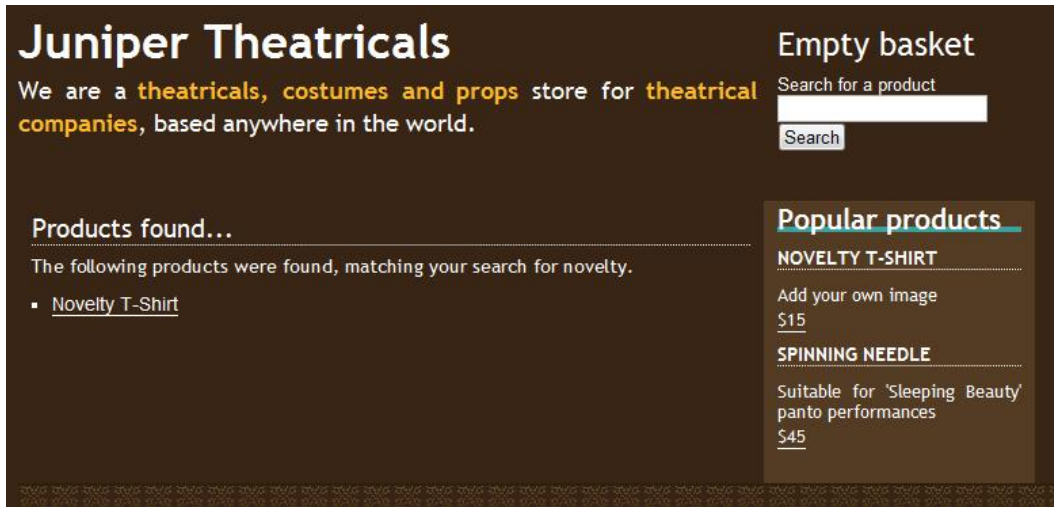 Juniper Theatricals
We are a theatricals, costumes and props store for theatrical
companies, based anywhere in the world.
Empty basket
Search for a product
Search
Products found...
The following products were found, matching your search for novelty.
Novelty T-Shirt
Popular products
NOVELTY T-SHIRT
Add your own image
$15
SPINNING NEEDLE
Suitable for 'Sleeping Beauty'
panto performances
$45